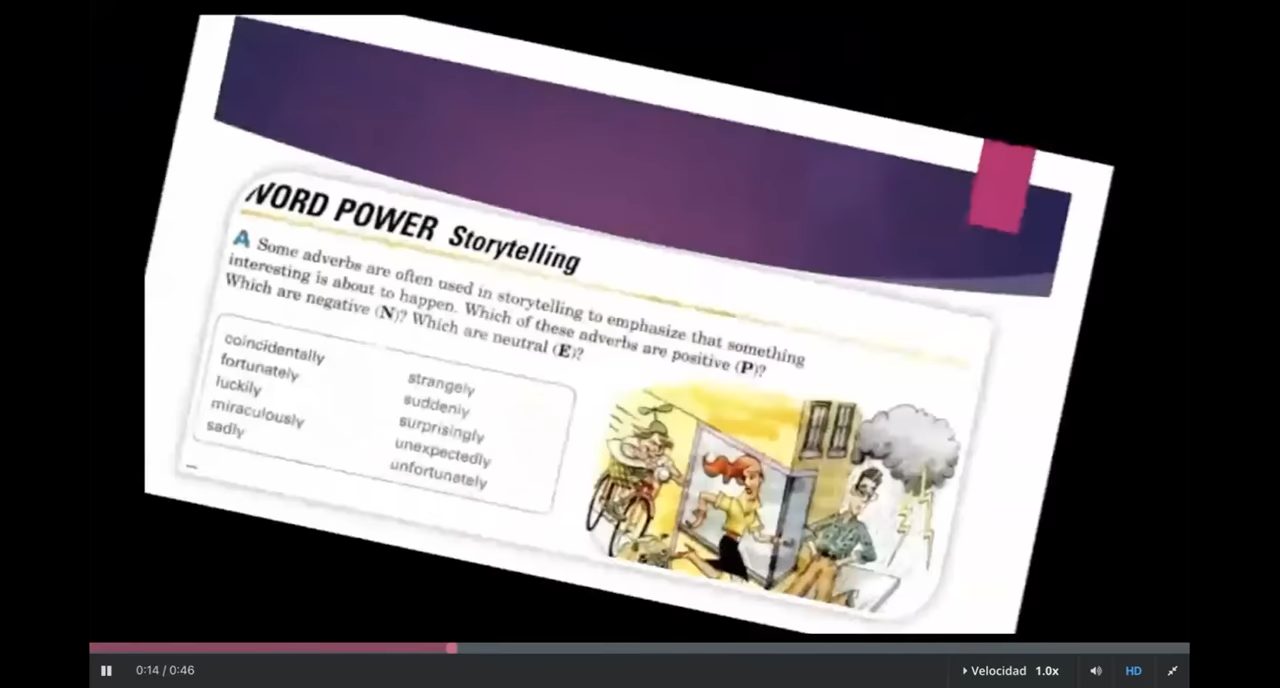 WORD POWER Storytelling
A Some adverbs are often used in storytelling to emphasize that something
interesting is about to happen. Which of these adverbs are positive (P)?
Which are negative (N)? Which are neutral (E)?
coincidentally
fortunately
luckily
miraculously
sadly
strangely
suddenly
surprisingly
unexpectedly
unfortunately
0:14 / 0:46
Velocidad 1.0x
HD